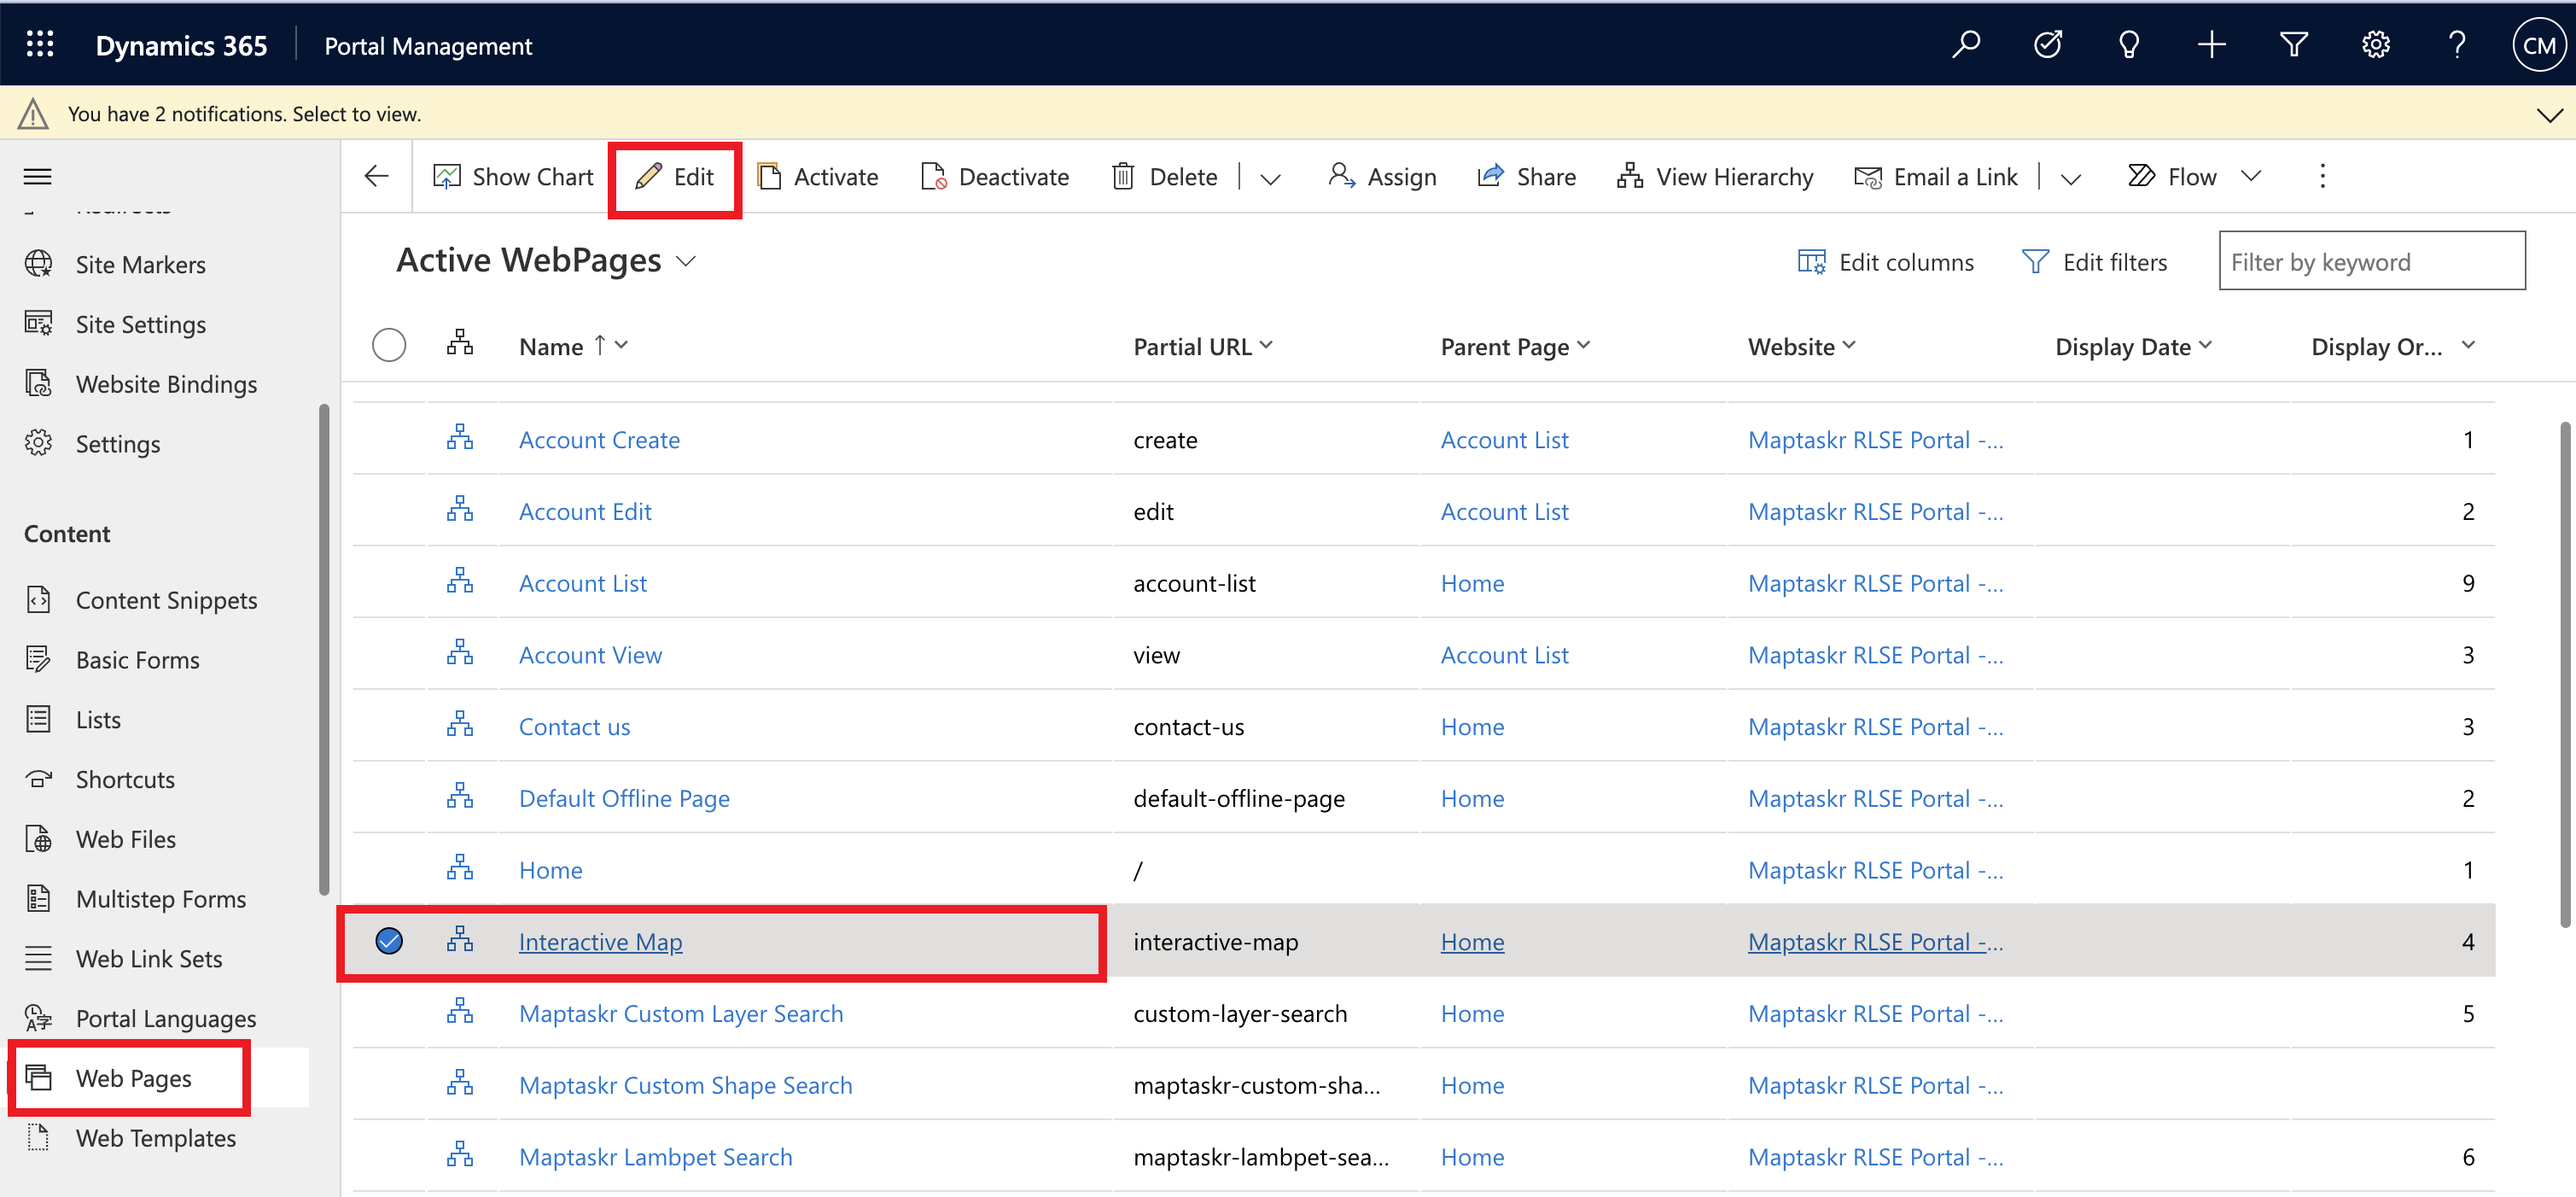 Dynamics 365 Portal Management CM
You have 2 notifications. Select to view.
Show Chart Edit Activate Deactivate Delete Assign Share View Hierarchy Email a Link Flow
Site Markers
Site Settings
Website Bindings
Settings
Content
Content Snippets
Basic Forms
Lists
Shortcuts
Web Files
Multistep Forms
Web Link Sets
Portal Languages
Web Pages
Web Templates
Active WebPages Edit columns Edit filters Filter by keyword
Name ↑ Partial URL Parent Page Website Display Date Display Or...
Account Create create Account List Maptaskr RLSE Portal -... 1
Account Edit edit Account List Maptaskr RLSE Portal -... 2
Account List account-list Home Maptaskr RLSE Portal -... 9
Account View view Account List Maptaskr RLSE Portal -... 3
Contact us contact-us Home Maptaskr RLSE Portal -... 3
Default Offline Page default-offline-page Home Maptaskr RLSE Portal -... 2
Home / Maptaskr RLSE Portal -... 1
Interactive Map interactive-map Home Maptaskr RLSE Portal -... 4
Maptaskr Custom Layer Search custom-layer-search Home Maptaskr RLSE Portal -... 5
Maptaskr Custom Shape Search maptaskr-custom-sha... Home Maptaskr RLSE Portal -...
Maptaskr Lambpet Search maptaskr-lambpet-sea... Home Maptaskr RLSE Portal -... 6